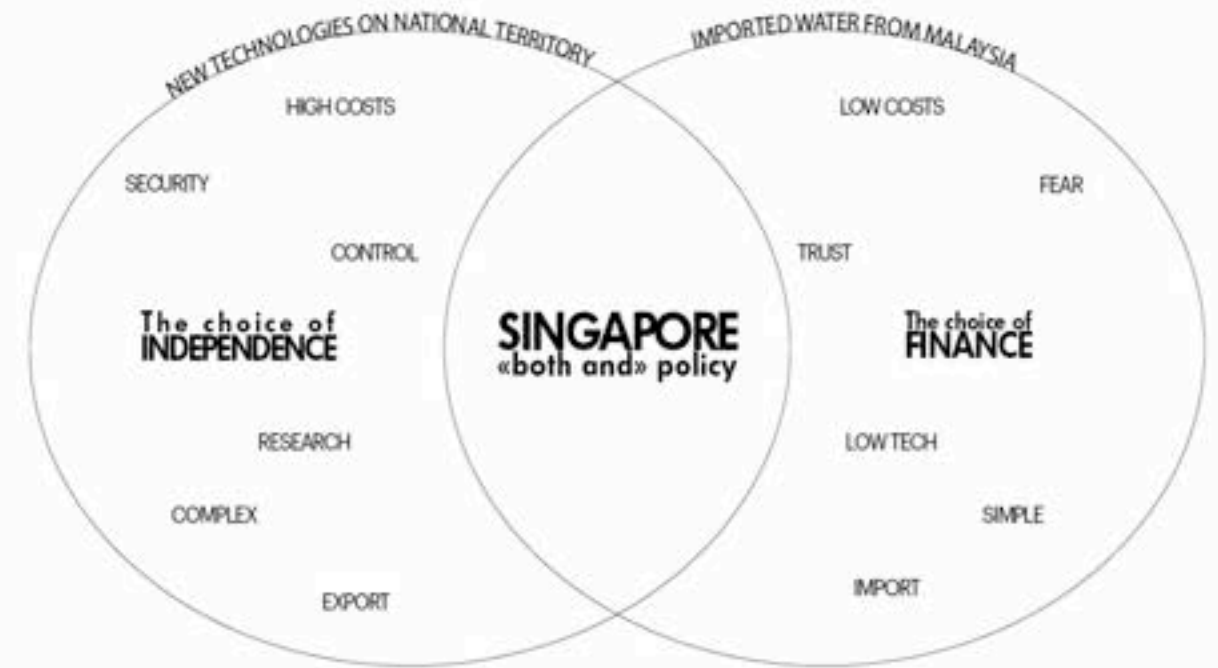 NEW TECHNOLOGIES ON NATIONAL TERRITORY
HIGH COSTS
SECURITY
CONTROL
The choice of
INDEPENDENCE
RESEARCH
COMPLEX
EXPORT
SINGAPORE
«both and» policy
IMPORTED WATER FROM MALAYSIA
LOW COSTS
FEAR
TRUST
The choice of
FINANCE
LOW TECH
SIMPLE
IMPORT